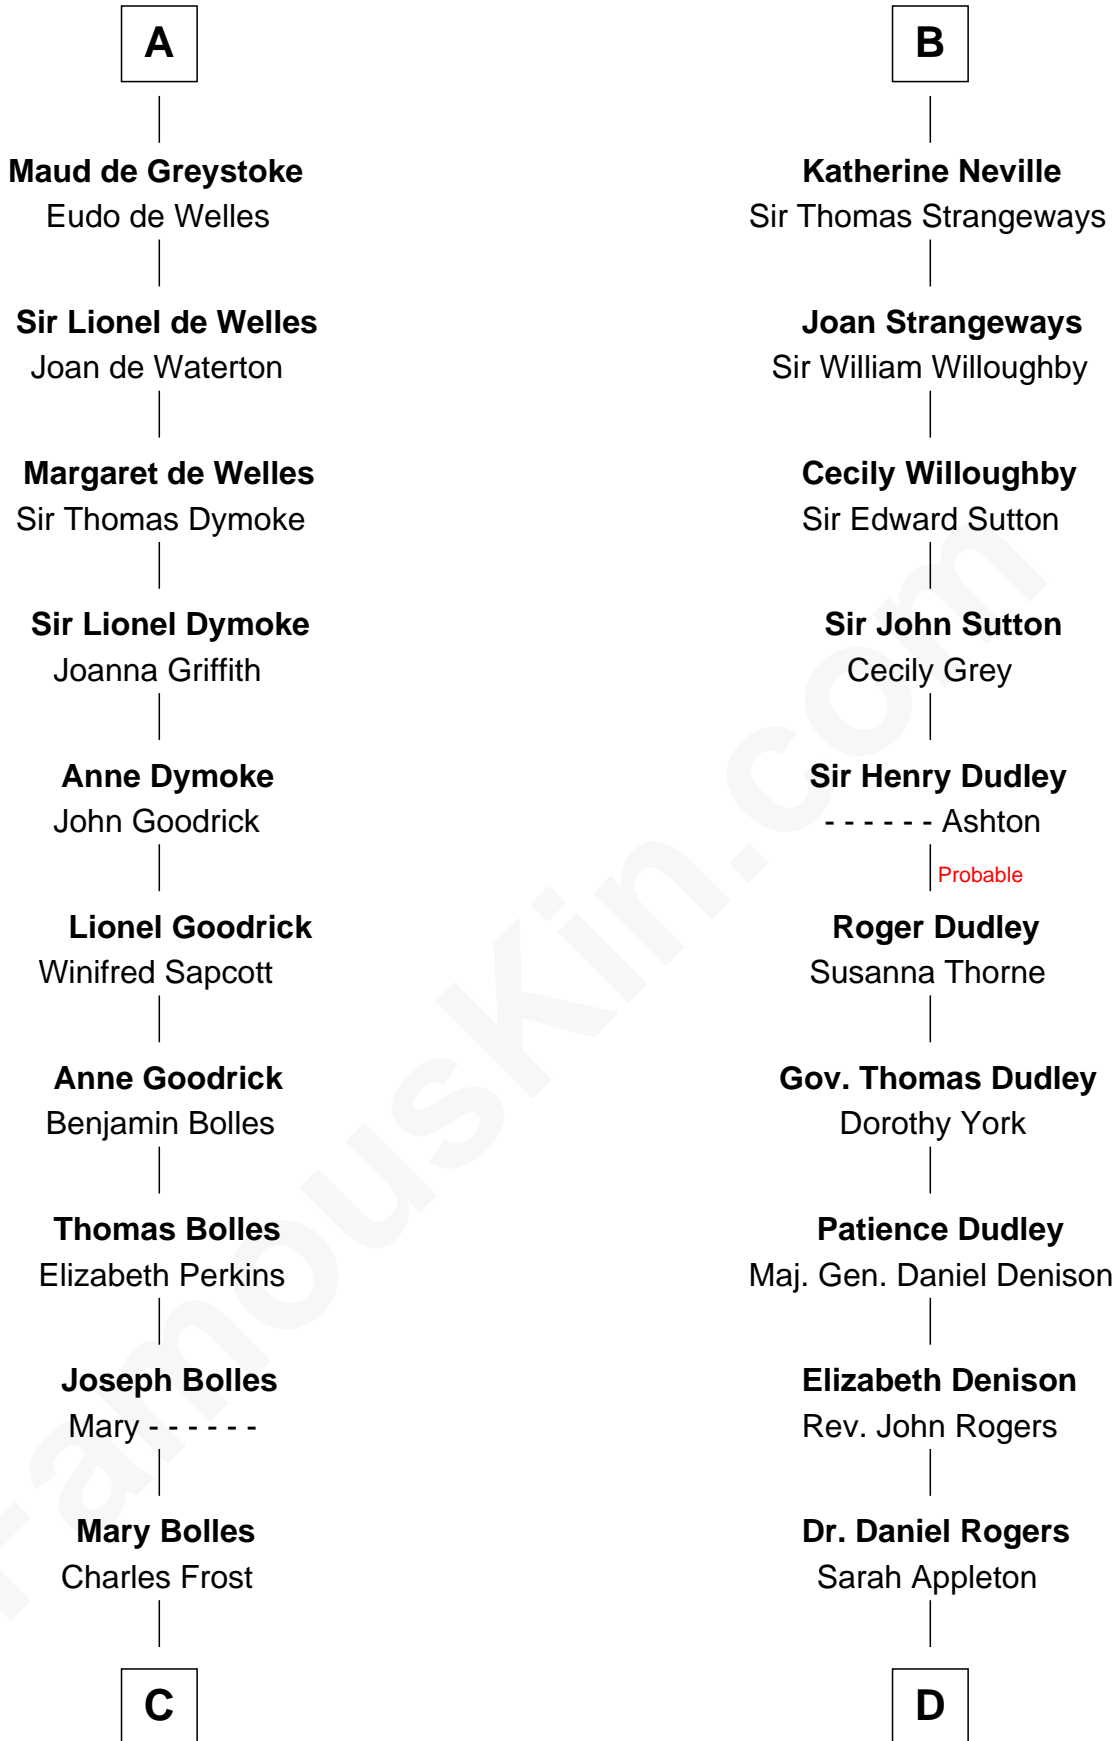 A
Maud de Greystoke
Eudo de Welles
Sir Lionel de Welles
Joan de Waterton
Margaret de Welles
Sir Thomas Dymoke
Sir Lionel Dymoke
Joanna Griffith
Anne Dymoke
John Goodrick
Lionel Goodrick
Winifred Sapcott
Anne Goodrick
Benjamin Bolles
Thomas Bolles
Elizabeth Perkins
Joseph Bolles
Mary - - - - - -
Mary Bolles
Charles Frost
C
B
Katherine Neville
Sir Thomas Strangeways
Joan Strangeways
Sir William Willoughby
Cecily Willoughby
Sir Edward Sutton
Sir John Sutton
Cecily Grey
Sir Henry Dudley
- - - - - - Ashton
Probable
Roger Dudley
Susanna Thorne
Gov. Thomas Dudley
Dorothy York
Patience Dudley
Maj. Gen. Daniel Denison
Elizabeth Denison
Rev. John Rogers
Dr. Daniel Rogers
Sarah Appleton
D
FamousKin.com